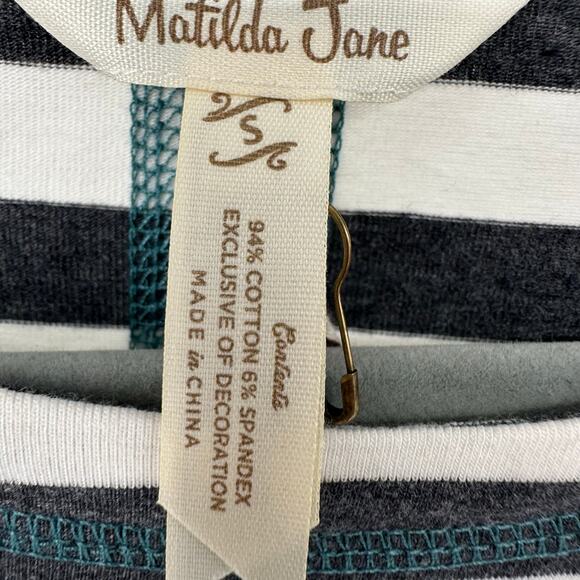 Matilda Jane
S
Contents
94% COTTON 6% SPANDEX
EXCLUSIVE OF DECORATION
MADE in CHINA